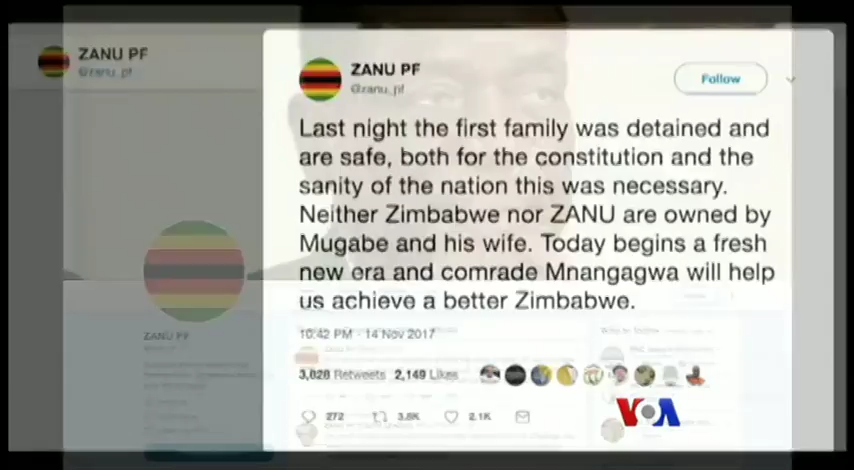 ZANU PF
@zanu_pf
ZANU PF
@zanu_pf
Follow
Last night the first family was detained and
are safe, both for the constitution and the
sanity of the nation this was necessary.
Neither Zimbabwe nor ZANU are owned by
Mugabe and his wife. Today begins a fresh
new era and comrade Mnangagwa will help
us achieve a better Zimbabwe.
10:42 PM - 14 Nov 2017
3,828 Retweets 2,149 Likes
272 3.8K 2.1K
ZANU PF
VOA